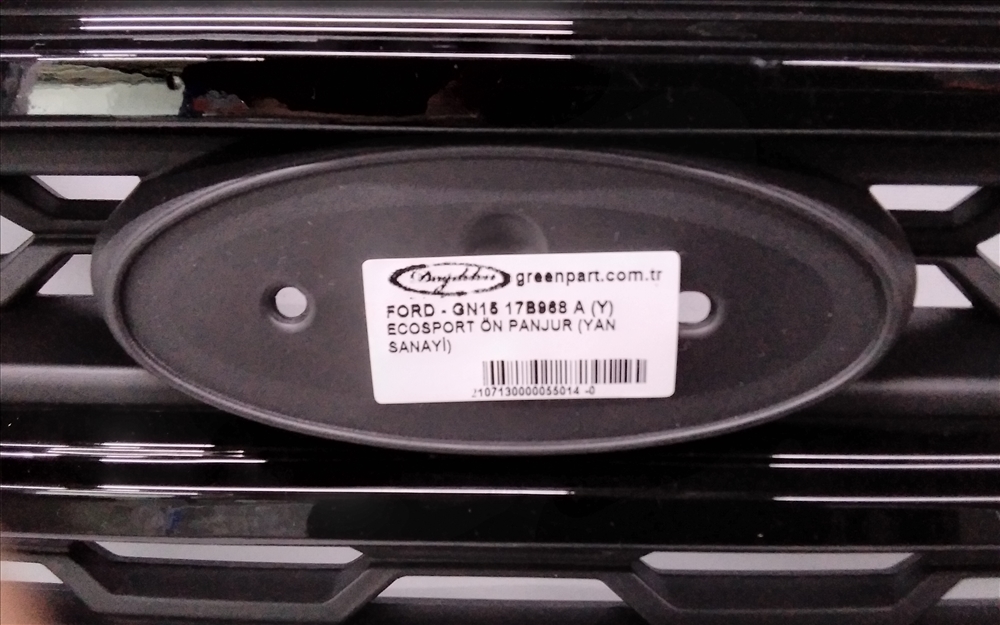 greenpart.com.tr
FORD - GN15 17B968 A (Y)
ECOSPORT ÖN PANJUR (YAN
SANAYİ)
2107130000055014 -0